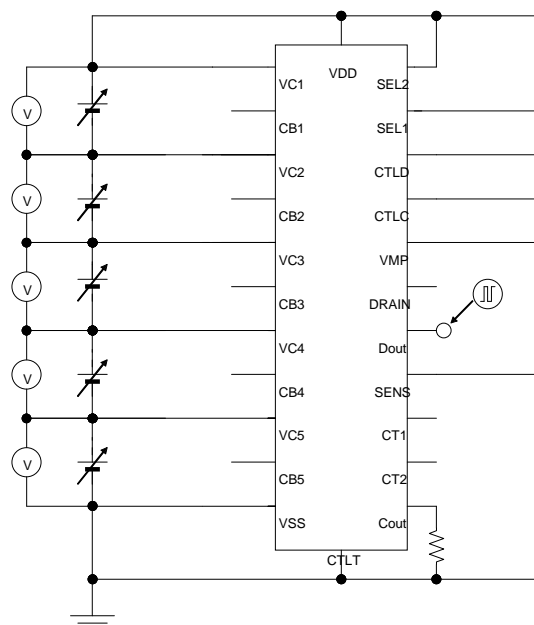 VDD
VC1 SEL2
V
CB1 SEL1
VC2 CTLD
V
CB2 CTLC
VC3 VMP
V
CB3 DRAIN
VC4 Dout
V
CB4 SENS
VC5 CT1
V
CB5 CT2
VSS Cout
CTLT